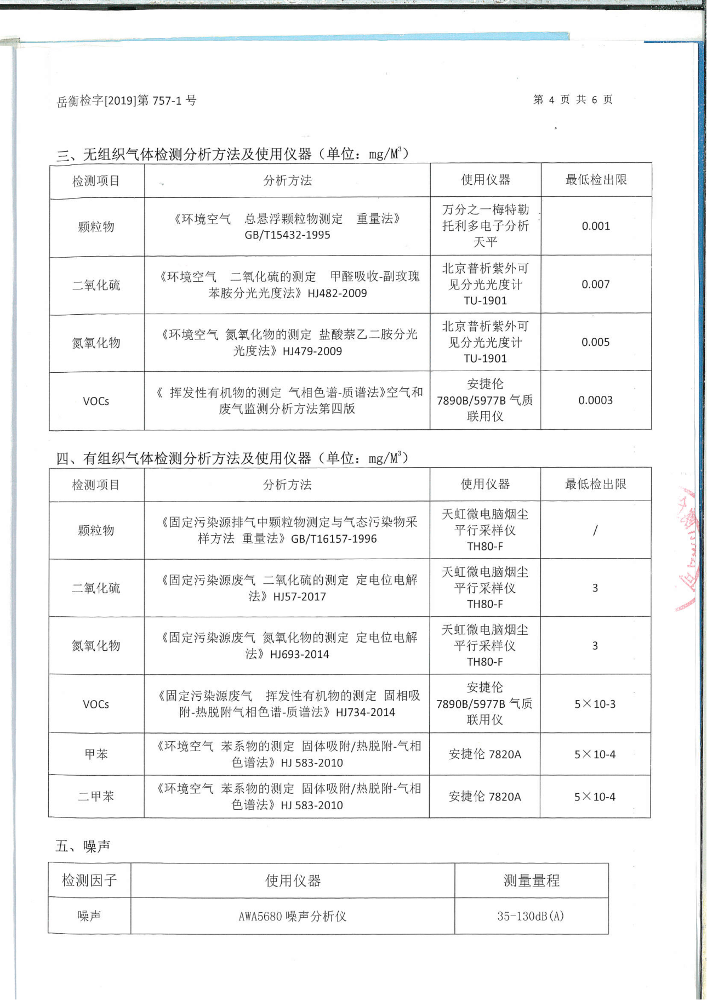 岳衡检字[2019]第 757-1 号
第 4 页 共 6 页
三、无组织气体检测分析方法及使用仪器（单位：mg/M³）
检测项目
分析方法
使用仪器
最低检出限
颗粒物
《环境空气 总悬浮颗粒物测定 重量法》
GB/T15432-1995
万分之一梅特勒
托利多电子分析
天平
0.001
二氧化硫
《环境空气 二氧化硫的测定 甲醛吸收-副玫瑰
苯胺分光光度法》HJ482-2009
北京普析紫外可
见分光光度计
TU-1901
0.007
氮氧化物
《环境空气 氮氧化物的测定 盐酸萘乙二胺分光
光度法》HJ479-2009
北京普析紫外可
见分光光度计
TU-1901
0.005
VOCs
《 挥发性有机物的测定 气相色谱-质谱法》空气和
废气监测分析方法第四版
安捷伦
7890B/5977B 气质
联用仪
0.0003
四、有组织气体检测分析方法及使用仪器（单位：mg/M³）
检测项目
分析方法
使用仪器
最低检出限
颗粒物
《固定污染源排气中颗粒物测定与气态污染物采
样方法 重量法》GB/T16157-1996
天虹微电脑烟尘
平行采样仪
TH80-F
/
二氧化硫
《固定污染源废气 二氧化硫的测定 定电位电解
法》HJ57-2017
天虹微电脑烟尘
平行采样仪
TH80-F
3
氮氧化物
《固定污染源废气 氮氧化物的测定 定电位电解
法》HJ693-2014
天虹微电脑烟尘
平行采样仪
TH80-F
3
VOCs
《固定污染源废气 挥发性有机物的测定 固相吸
附-热脱附气相色谱-质谱法》HJ734-2014
安捷伦
7890B/5977B 气质
联用仪
5×10-3
甲苯
《环境空气 苯系物的测定 固体吸附/热脱附-气相
色谱法》HJ 583-2010
安捷伦 7820A
5×10-4
二甲苯
《环境空气 苯系物的测定 固体吸附/热脱附-气相
色谱法》HJ 583-2010
安捷伦 7820A
5×10-4
五、噪声
检测因子
使用仪器
测量量程
噪声
AWA5680 噪声分析仪
35-130dB(A)